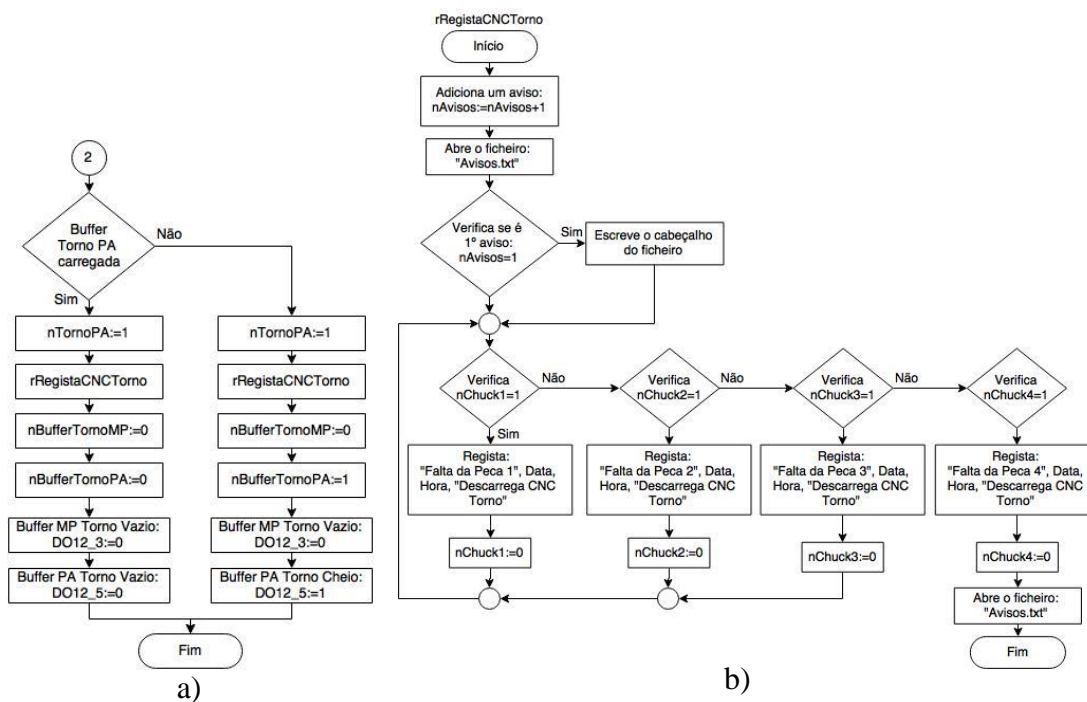 2
Buffer
Torno PA
carregada
Não
Sim
nTornoPA:=1
rRegistaCNCTorno
nBufferTornoMP:=0
nBufferTornoPA:=0
Buffer MP Torno Vazio:
DO12_3:=0
Buffer PA Torno Vazio:
DO12_5:=0
nTornoPA:=1
rRegistaCNCTorno
nBufferTornoMP:=0
nBufferTornoPA:=1
Buffer MP Torno Vazio:
DO12_3:=0
Buffer PA Torno Cheio:
DO12_5:=1
Fim
a)
rRegistaCNCTorno
Início
Adiciona um aviso:
nAvisos:=nAvisos+1
Abre o ficheiro:
"Avisos.txt"
Verifica se é
1º aviso:
nAvisos=1
Sim
Escreve o cabeçalho
do ficheiro
Verifica
nChuck1=1
Não
Verifica
nChuck2=1
Não
Verifica
nChuck3=1
Não
Verifica
nChuck4=1
Sim
Regista:
"Falta da Peca 1", Data,
Hora, "Descarrega CNC
Torno"
Regista:
"Falta da Peca 2", Data,
Hora, "Descarrega CNC
Torno"
Regista:
"Falta da Peca 3", Data,
Hora, "Descarrega CNC
Torno"
Regista:
"Falta da Peca 4", Data,
Hora, "Descarrega CNC
Torno"
nChuck1:=0
nChuck2:=0
nChuck3:=0
nChuck4:=0
Abre o ficheiro:
"Avisos.txt"
Fim
b)